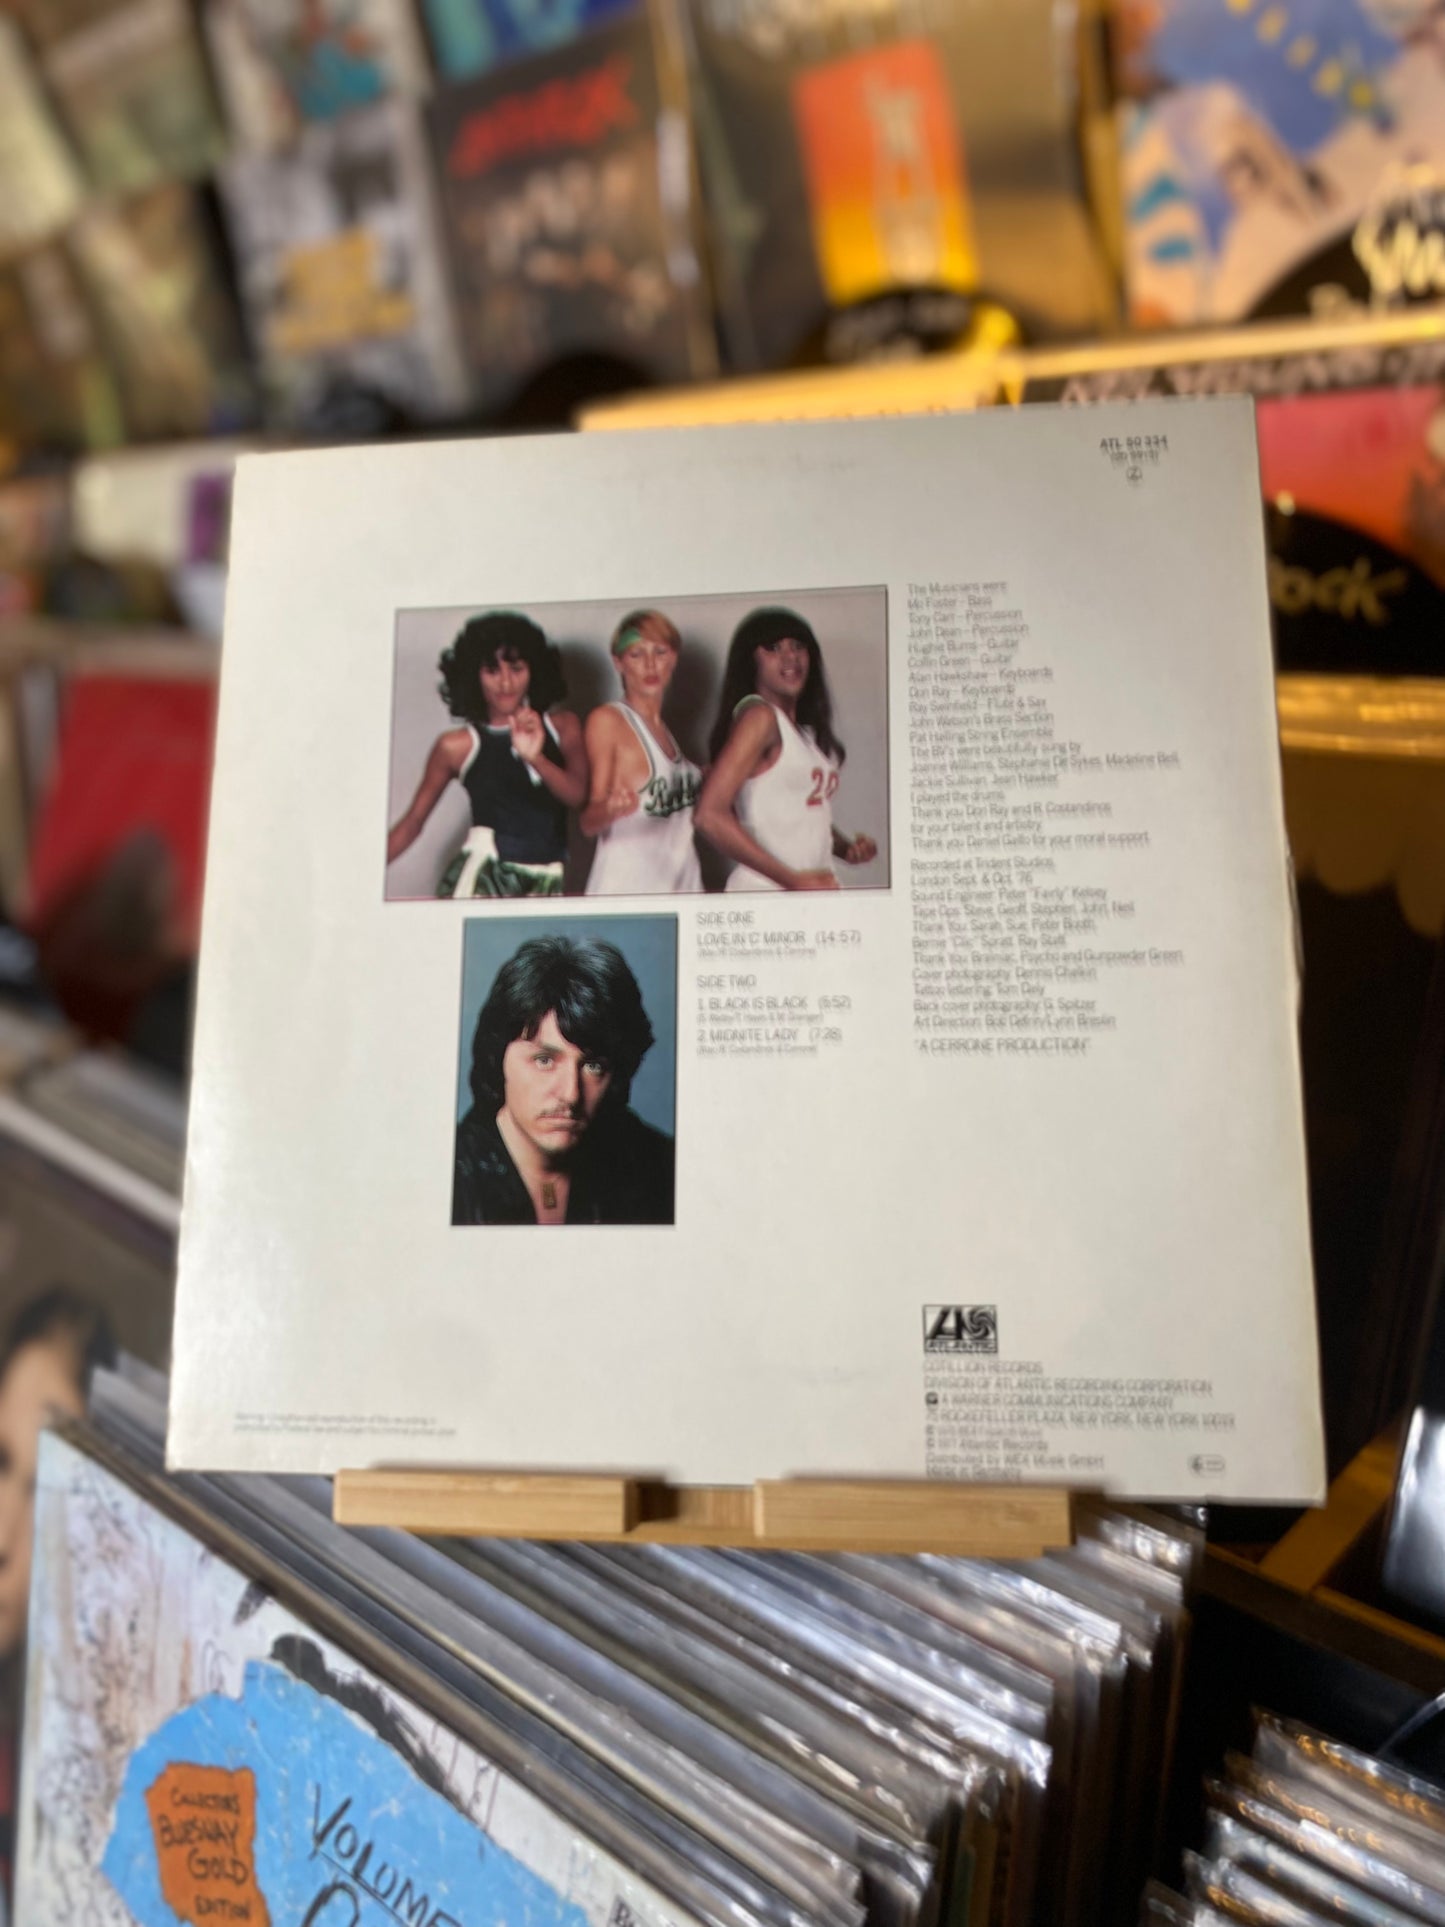 ATL 50 334
Z
The Musicians were
Mo Foster - Bass
Tony Carr - Percussion
John Dean - Percussion
Hughie Burns - Guitar
Collin Green - Guitar
Alan Hawkshaw - Keyboards
Don Ray - Keyboards
Ray Swinfield - Flute & Sax
John Watson's Brass Section
Pat Halling String Ensemble
The BV's were beautifully sung by
Joanne Williams, Stephanie De Sykes, Madeline Bell,
Jackie Sullivan, Jean Hawker
I played the drums
Thank you Don Ray and R. Costandinos
for your talent and artistry.
Thank you Daniel Gallo for your moral support.
Recorded at Trident Studios
London Sept. & Oct. '76
Sound Engineer: Peter "Fairly" Kelsey
Tape Ops: Steve, Geoff, Stephen, John, Neil
Thank You: Sarah, Sue, Peter Booth,
Bernie Spratt, Ray Staff
Thank You: Brainiac, Psycho and Gunpowder Green
Cover photography: Dennis Chalkin
Tattoo lettering: Tom Daly
Back cover photography: G. Spitzer
Art Direction: Bob Defrin/Lynn Breslin
"A CERRONE PRODUCTION"
SIDE ONE
LOVE IN 'C' MINOR (14:57)
SIDE TWO
1. BLACK IS BLACK (6:52)
2. MIDNITE LADY (7:28)
ATLANTIC
COTILLION RECORDS
DIVISION OF ATLANTIC RECORDING CORPORATION
A WARNER COMMUNICATIONS COMPANY
75 ROCKEFELLER PLAZA, NEW YORK, NEW YORK 10019
© 1977 Atlantic Records
Distributed by WEA Musik GmbH
Made in Germany
Rock
COLLECTORS
BLUESWAY
GOLD
EDITION
VOLUME